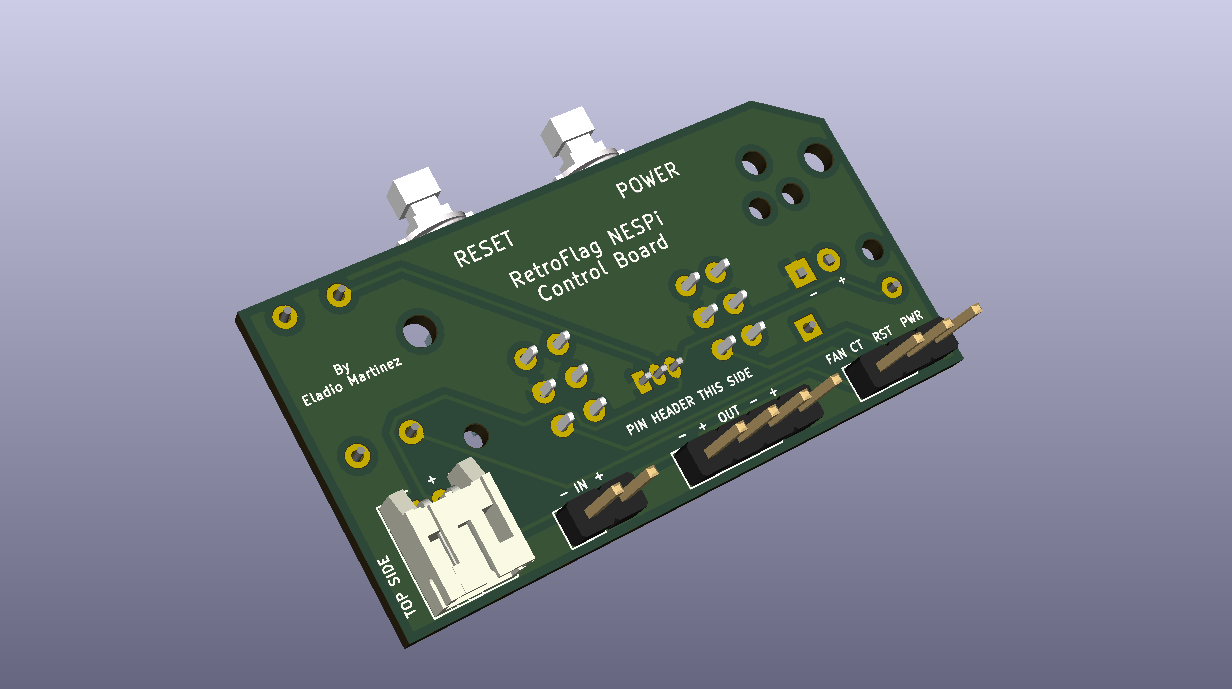 POWER
RESET
RetroFlag NESPi
Control Board
By
Eladio Martinez
- +
FAN CT RST PWR
PIN HEADER THIS SIDE
- + OUT - +
- IN +
+
TOP SIDE